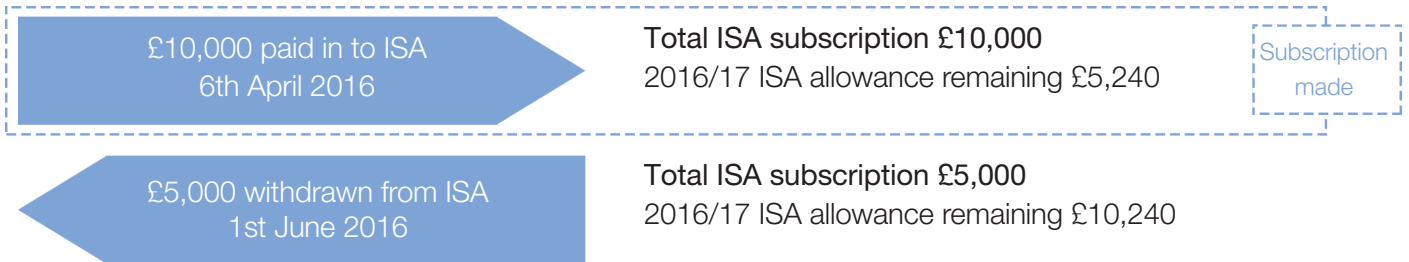 £10,000 paid in to ISA
6th April 2016
Total ISA subscription £10,000
2016/17 ISA allowance remaining £5,240
Subscription
made
£5,000 withdrawn from ISA
1st June 2016
Total ISA subscription £5,000
2016/17 ISA allowance remaining £10,240